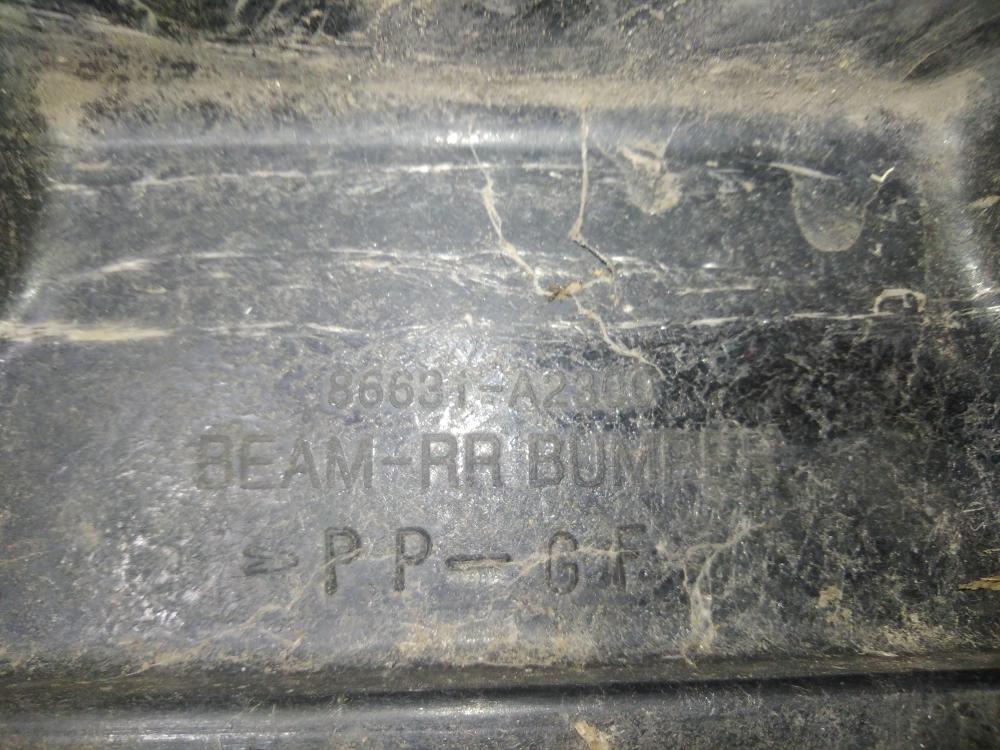 86631-A2300
BEAM-RR BUMPER
>PP-GF